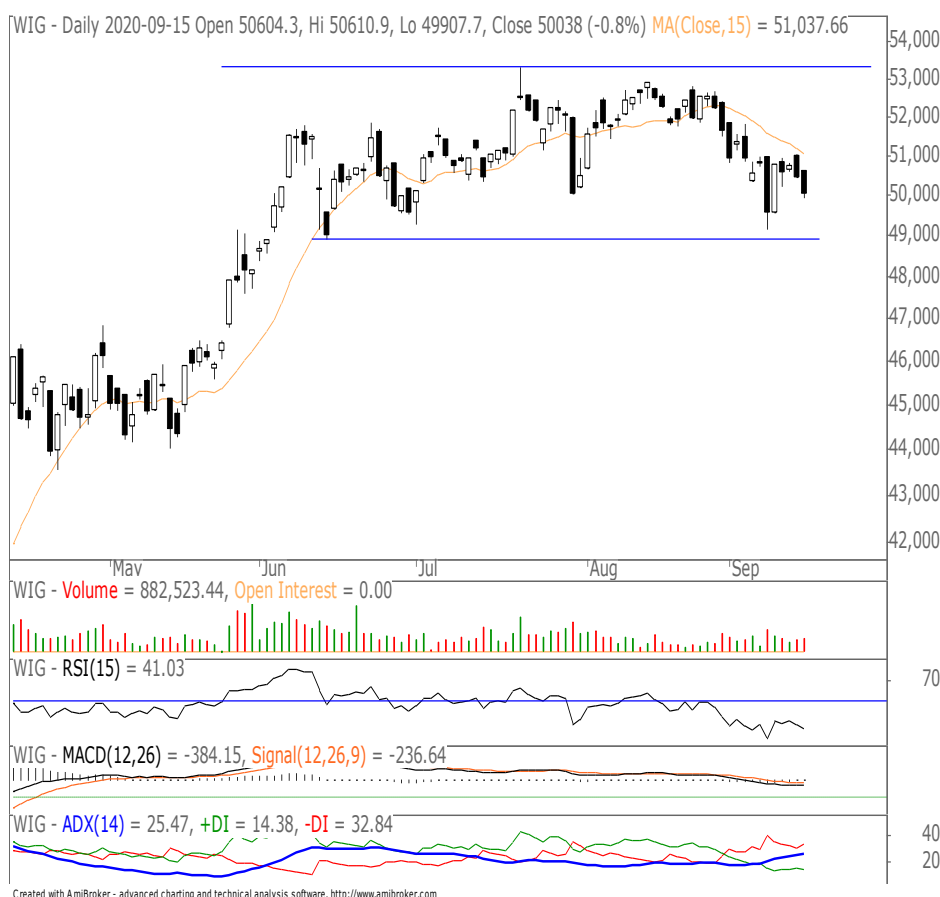 WIG - Daily 2020-09-15 Open 50604.3, Hi 50610.9, Lo 49907.7, Close 50038 (-0.8%) MA(Close,15) = 51,037.66
54,000
53,000
52,000
51,000
50,000
49,000
48,000
47,000
46,000
45,000
44,000
43,000
42,000
May Jun Jul Aug Sep
WIG - Volume = 882,523.44, Open Interest = 0.00
WIG - RSI(15) = 41.03
70
WIG - MACD(12,26) = -384.15, Signal(12,26,9) = -236.64
WIG - ADX(14) = 25.47, +DI = 14.38, -DI = 32.84
40
20
Created with AmiBroker - advanced charting and technical analysis software. http://www.amibroker.com